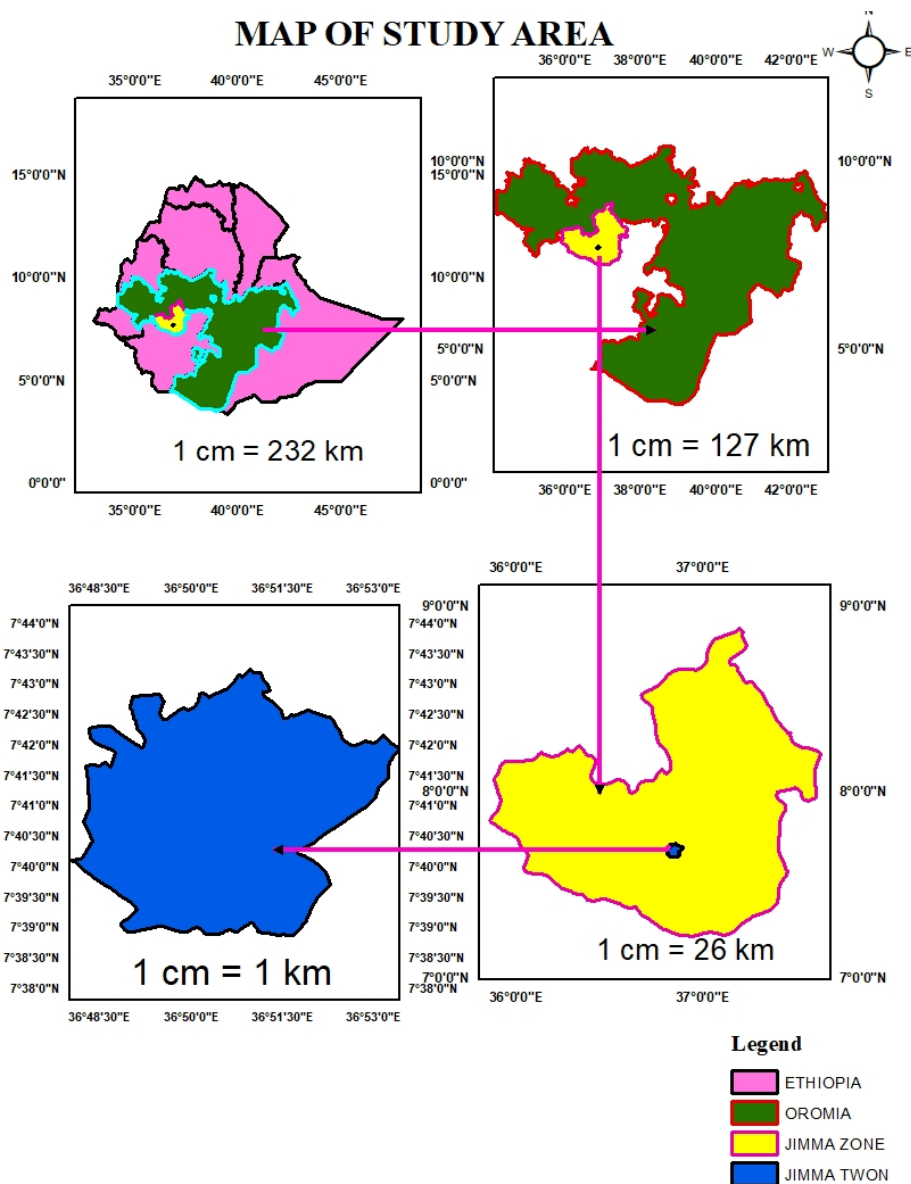 MAP OF STUDY AREA
N
W E
S
35°0'0"E 40°0'0"E 45°0'0"E
15°0'0"N
10°0'0"N
5°0'0"N
0°0'0"
10°0'0"N
15°0'0"N
10°0'0"N
5°0'0"N
5°0'0"N
0°0'0"E
1 cm = 232 km
35°0'0"E 40°0'0"E 45°0'0"E
36°0'0"E 38°0'0"E 40°0'0"E 42°0'0"E
10°0'0"N
5°0'0"N
1 cm = 127 km
36°0'0"E 38°0'0"E 40°0'0"E 42°0'0"E
36°48'30"E 36°50'0"E 36°51'30"E 36°53'0"E
7°44'0"N
7°43'30"N
7°43'0"N
7°42'30"N
7°42'0"N
7°41'30"N
7°41'0"N
7°40'30"N
7°40'0"N
7°39'30"N
7°39'0"N
7°38'30"N
7°38'0"N
9°0'0"N
7°44'0"N
7°43'30"N
7°43'0"N
7°42'30"N
7°42'0"N
7°41'30"N
8°0'0"N
7°41'0"N
7°40'30"N
7°40'0"N
7°39'30"N
7°39'0"N
7°38'30"N
7°0'0"N
7°38'0"N
1 cm = 1 km
36°48'30"E 36°50'0"E 36°51'30"E 36°53'0"E
36°0'0"E 37°0'0"E
9°0'0"N
8°0'0"N
7°0'0"N
1 cm = 26 km
36°0'0"E 37°0'0"E
Legend
ETHIOPIA
OROMIA
JIMMA ZONE
JIMMA TWON